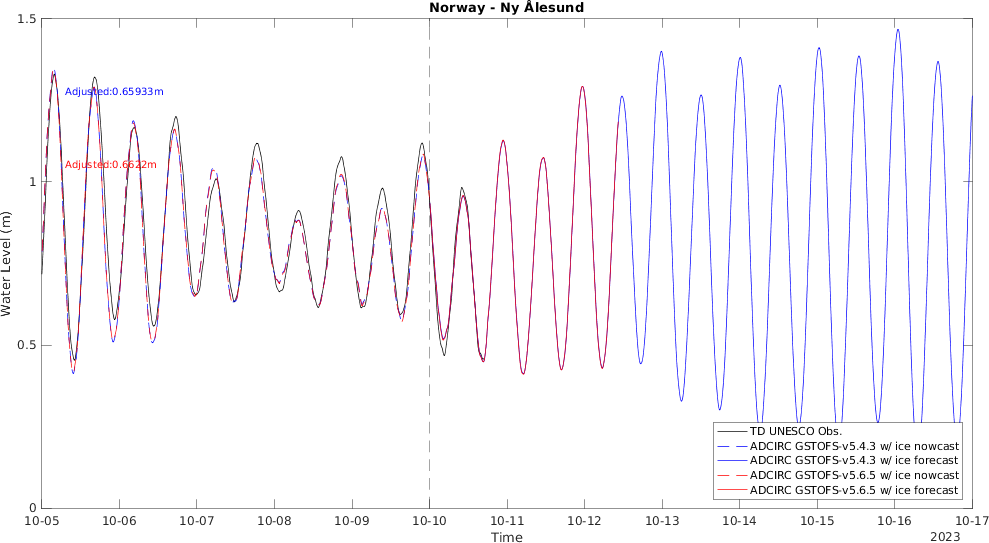 Norway - Ny Ålesund
1.5
1
0.5
0
Water Level (m)
Adjusted:0.65933m
Adjusted:0.6622m
TD UNESCO Obs.
ADCIRC GSTOFS-v5.4.3 w/ ice nowcast
ADCIRC GSTOFS-v5.4.3 w/ ice forecast
ADCIRC GSTOFS-v5.6.5 w/ ice nowcast
ADCIRC GSTOFS-v5.6.5 w/ ice forecast
10-05 10-06 10-07 10-08 10-09 10-10 10-11 10-12 10-13 10-14 10-15 10-16 10-17
Time
2023